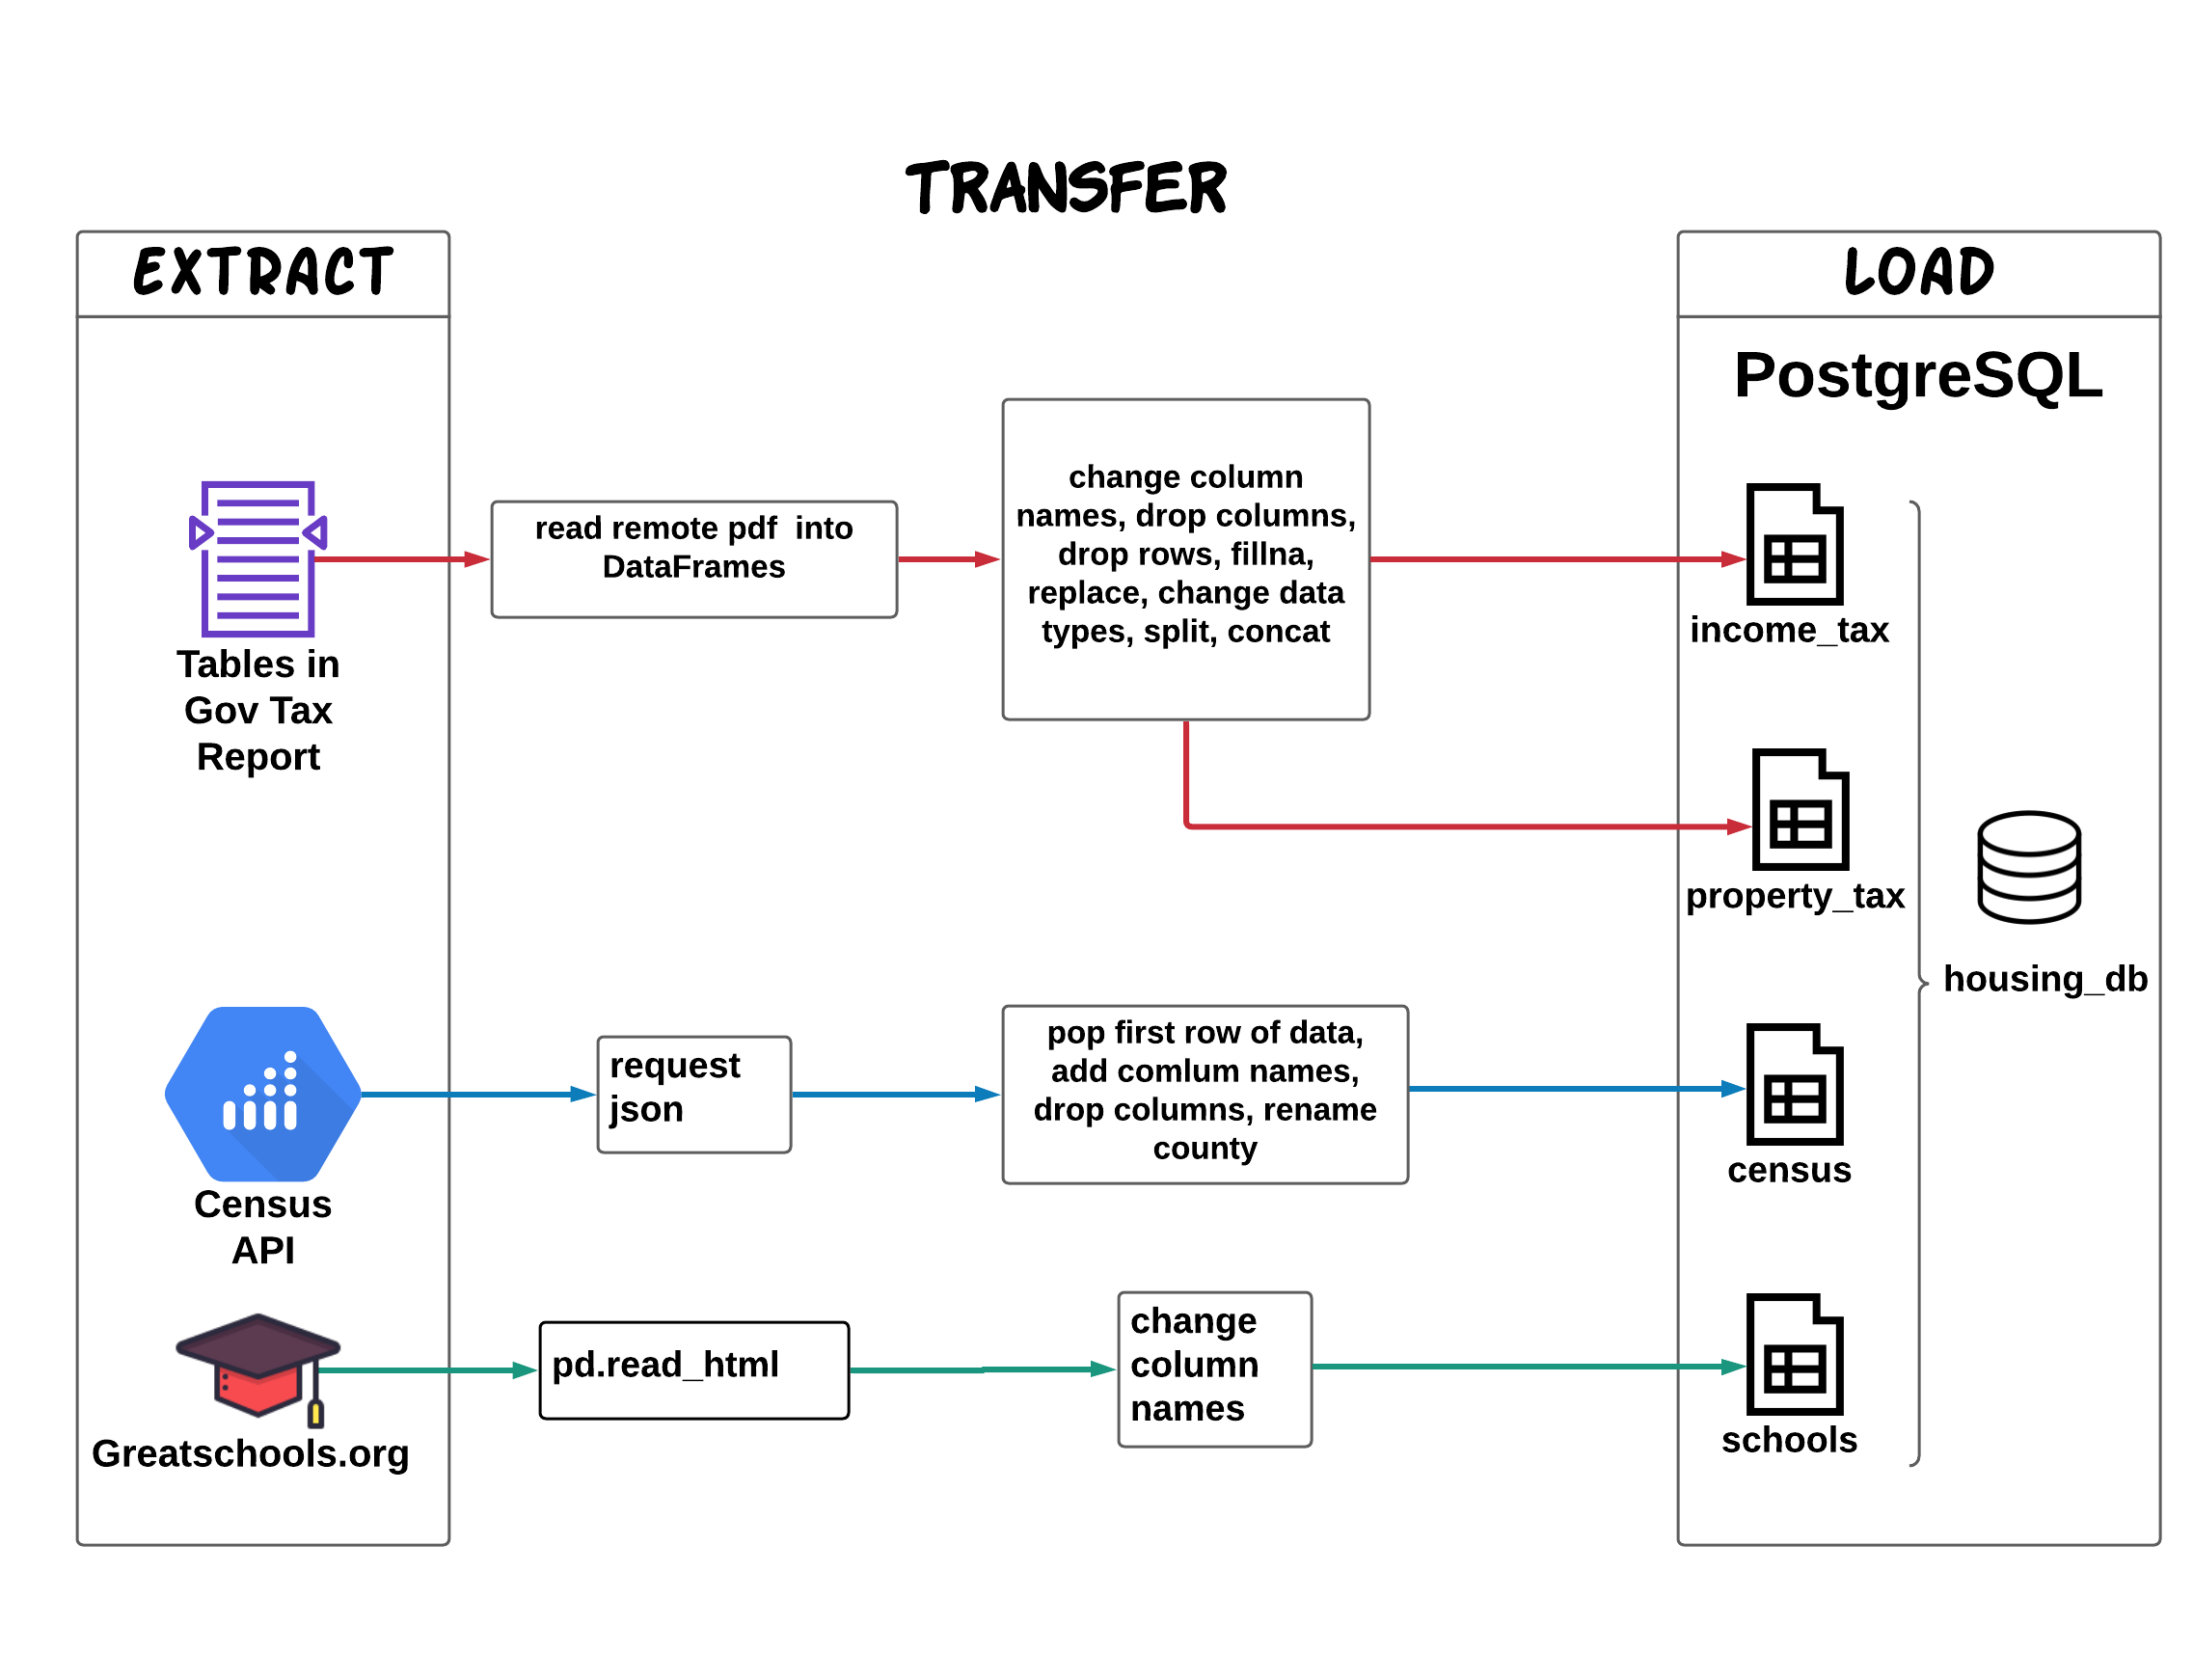 TRANSFER
EXTRACT
LOAD
PostgreSQL
Tables in
Gov Tax
Report
read remote pdf  into
DataFrames
change column
names, drop columns,
drop rows, fillna,
replace, change data
types, split, concat
income_tax
property_tax
housing_db
Census
API
request
json
pop first row of data,
add comlum names,
drop columns, rename
county
census
Greatschools.org
pd.read_html
change
column
names
schools